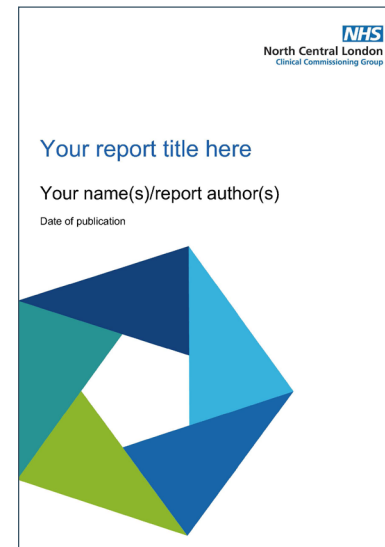 NHS
North Central London
Clinical Commissioning Group
Your report title here
Your name(s)/report author(s)
Date of publication